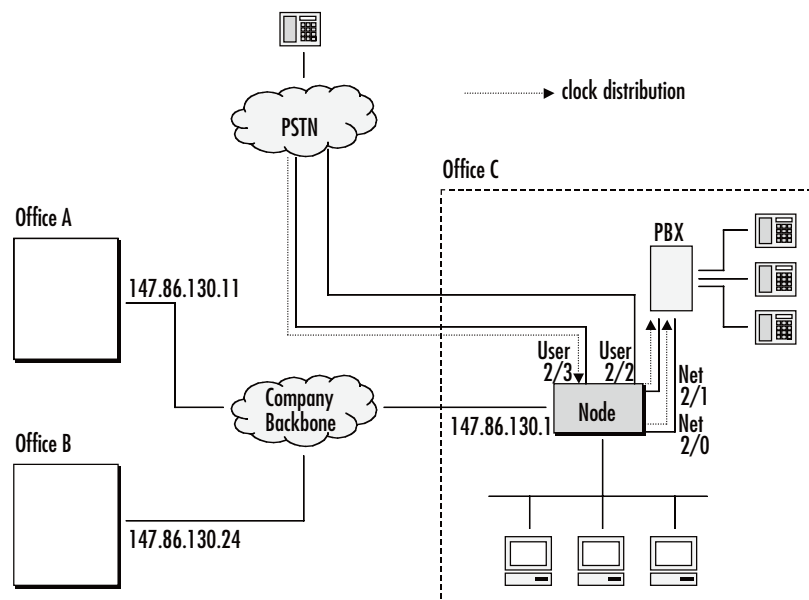 PSTN
clock distribution
Office C
Office A
PBX
147.86.130.11
User
2/3
User
2/2
Net
2/1
Company
Backbone
147.86.130.1
Node
Net
2/0
Office B
147.86.130.24